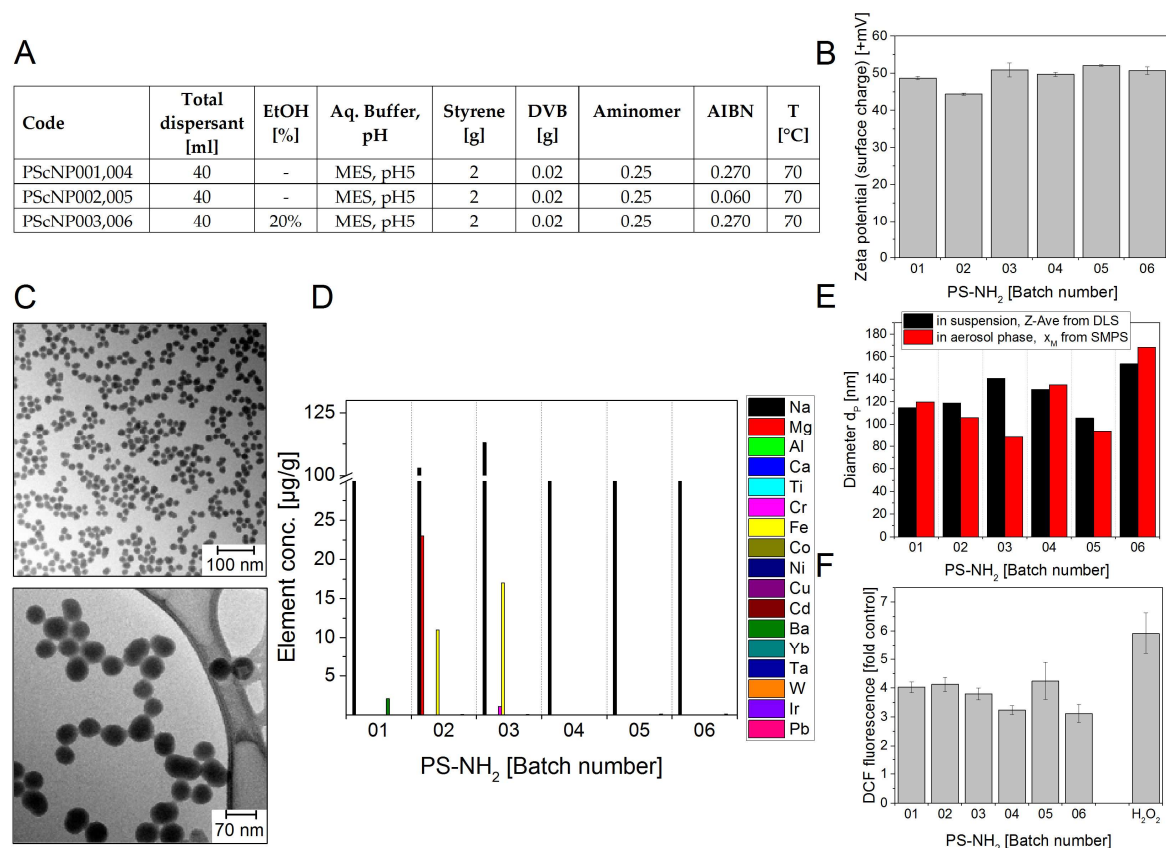 A
Code Total dispersant [ml] EtOH [%] Aq. Buffer, pH Styrene [g] DVB [g] Aminomer AIBN T [°C]
PScNP001,004 40 - MES, pH5 2 0.02 0.25 0.270 70
PScNP002,005 40 - MES, pH5 2 0.02 0.25 0.060 70
PScNP003,006 40 20% MES, pH5 2 0.02 0.25 0.270 70
B
Zeta potential (surface charge) [+mV]
60
50
40
30
20
10
0
01 02 03 04 05 06
PS-NH₂ [Batch number]
C
100 nm
70 nm
D
Element conc. [µg/g]
125
100
25
20
15
10
5
01 02 03 04 05 06
PS-NH₂ [Batch number]
Na
Mg
Al
Ca
Ti
Cr
Fe
Co
Ni
Cu
Cd
Ba
Yb
Ta
W
Ir
Pb
E
in suspension, Z-Ave from DLS
in aerosol phase, x_M from SMPS
Diameter d_P [nm]
180
160
140
120
100
80
60
40
20
0
01 02 03 04 05 06
PS-NH₂ [Batch number]
F
DCF fluorescence [fold control]
7
6
5
4
3
2
1
0
01 02 03 04 05 06 H₂O₂
PS-NH₂ [Batch number]